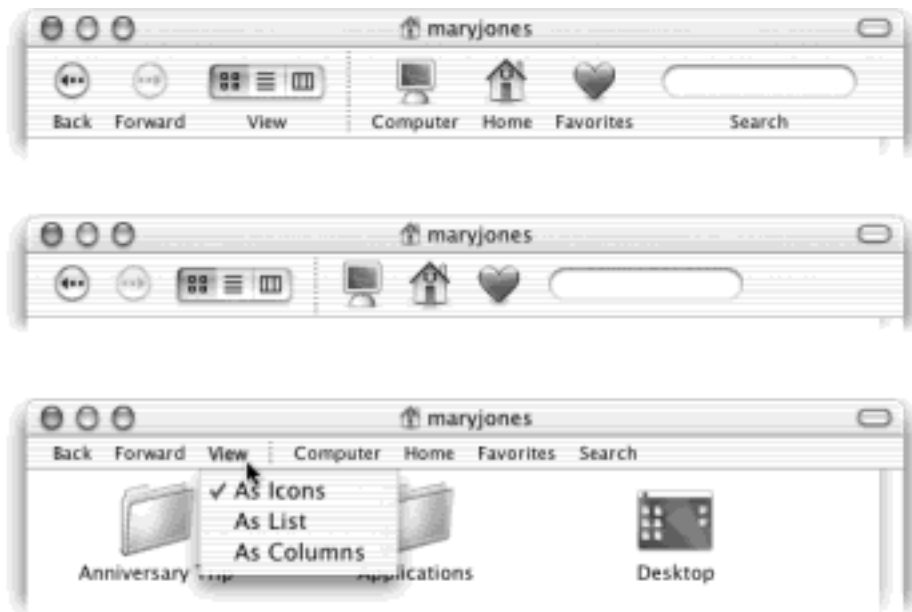 maryjones
Back Forward View Computer Home Favorites Search
maryjones
maryjones
Back Forward View Computer Home Favorites Search
As Icons
As List
As Columns
Anniversary Trip Applications Desktop